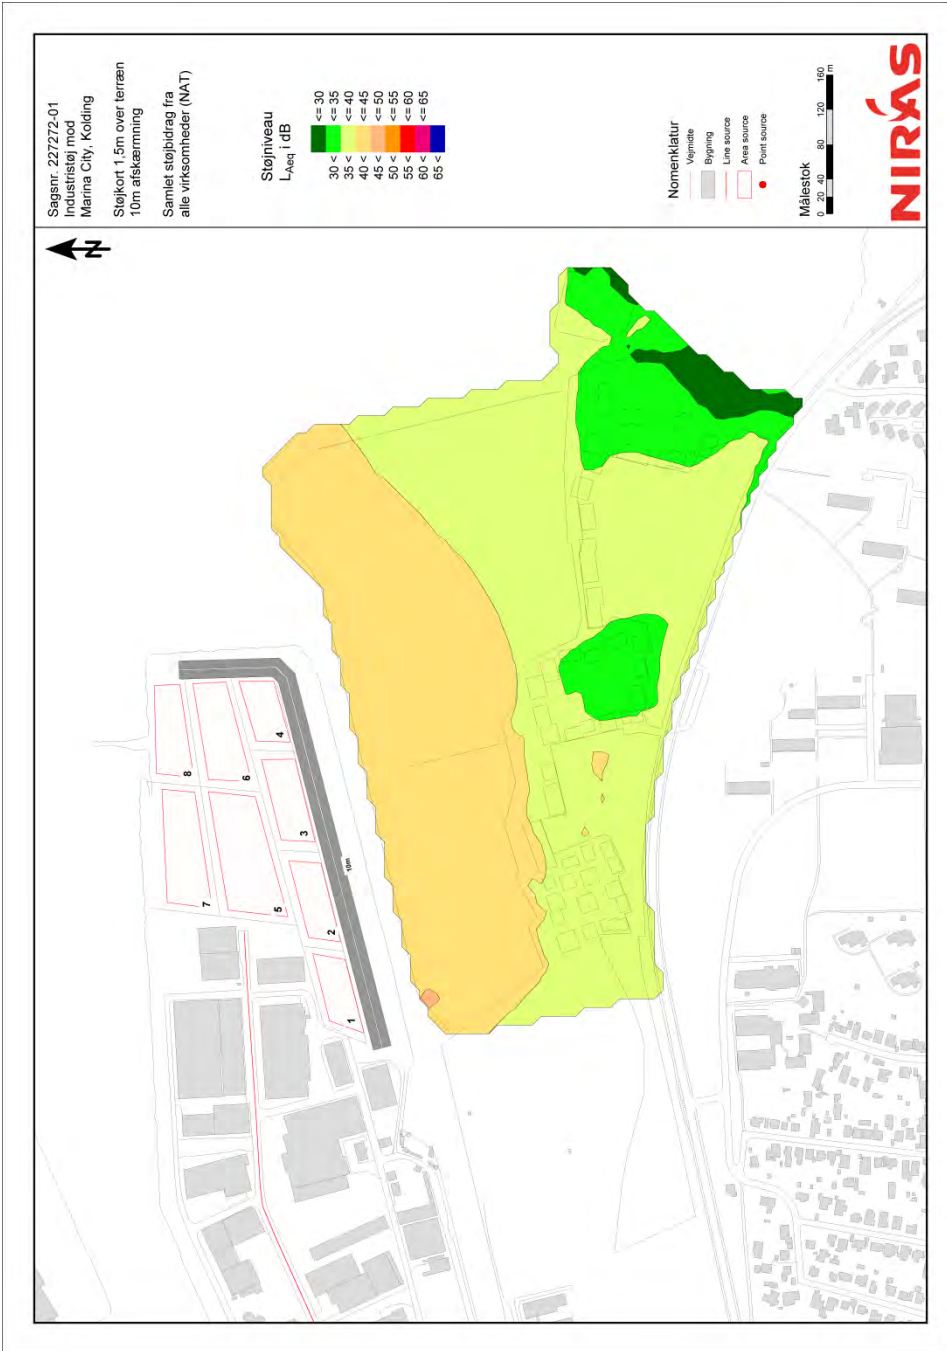 Sagsnr. 227272-01
Industristøj mod
Marina City, Kolding
Støjkort 1,5m over terræn
10m afskærmning
Samlet støjbidrag fra
alle virksomheder (NAT)
Støjniveau
LAeq i dB
<= 30
30 < <= 35
35 < <= 40
40 < <= 45
45 < <= 50
50 < <= 55
55 < <= 60
60 < <= 65
65 <
Nomenklatur
Vejmidte
Bygning
Line source
Area source
Point source
Målestok
0 20 40 80 120 160
m
NIRAS
N
8
6
4
7
5
3
2
1
10m